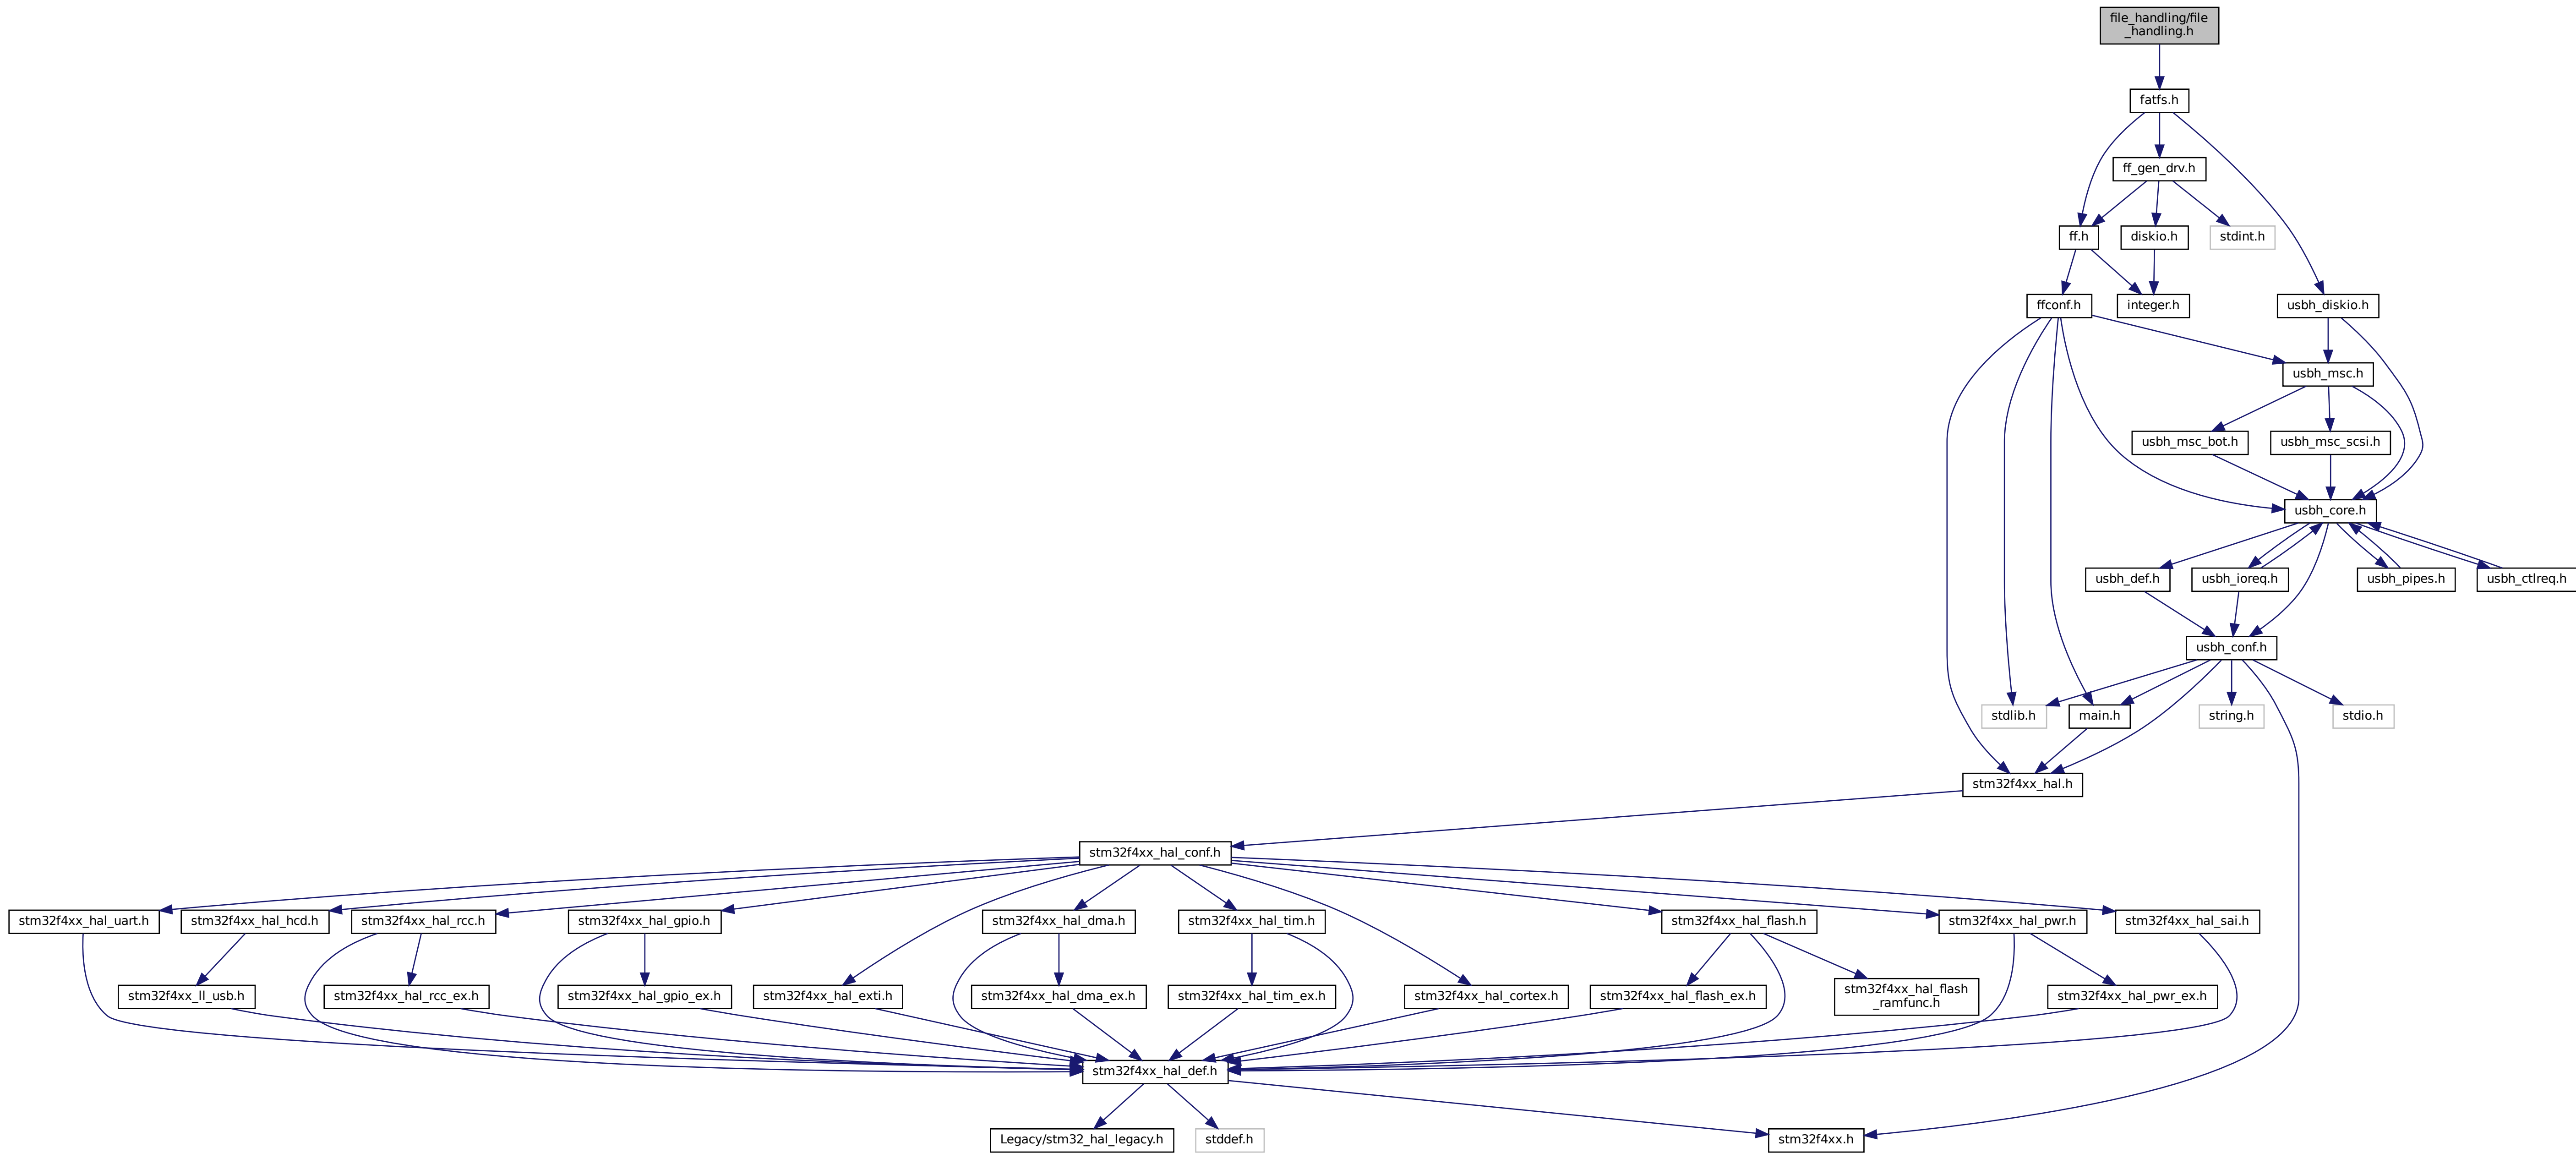 file_handling/file
_handling.h
fatfs.h
ff_gen_drv.h
ff.h
diskio.h
stdint.h
ffconf.h
integer.h
usbh_diskio.h
usbh_msc.h
usbh_msc_bot.h
usbh_msc_scsi.h
usbh_core.h
usbh_def.h
usbh_ioreq.h
usbh_pipes.h
usbh_ctlreq.h
usbh_conf.h
stdlib.h
main.h
string.h
stdio.h
stm32f4xx_hal.h
stm32f4xx_hal_conf.h
stm32f4xx_hal_uart.h
stm32f4xx_hal_hcd.h
stm32f4xx_hal_rcc.h
stm32f4xx_hal_gpio.h
stm32f4xx_hal_dma.h
stm32f4xx_hal_tim.h
stm32f4xx_hal_flash.h
stm32f4xx_hal_pwr.h
stm32f4xx_hal_sai.h
stm32f4xx_ll_usb.h
stm32f4xx_hal_rcc_ex.h
stm32f4xx_hal_gpio_ex.h
stm32f4xx_hal_exti.h
stm32f4xx_hal_dma_ex.h
stm32f4xx_hal_tim_ex.h
stm32f4xx_hal_cortex.h
stm32f4xx_hal_flash_ex.h
stm32f4xx_hal_flash
_ramfunc.h
stm32f4xx_hal_pwr_ex.h
stm32f4xx_hal_def.h
Legacy/stm32_hal_legacy.h
stddef.h
stm32f4xx.h